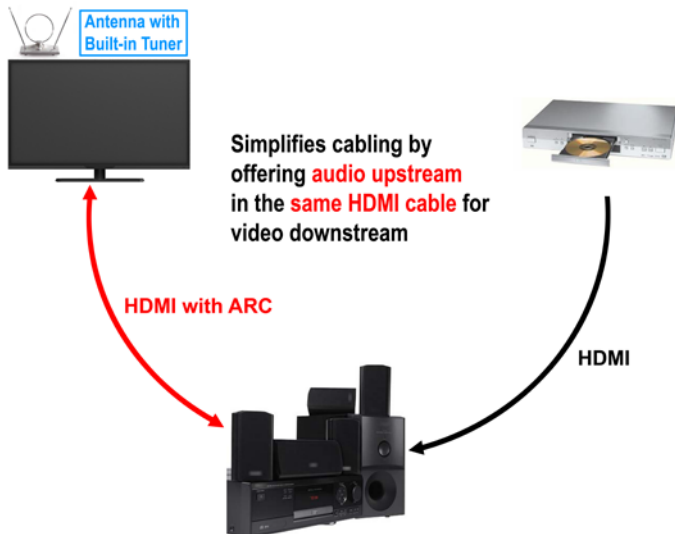 Antenna with
Built-in Tuner
Simplifies cabling by
offering audio upstream
in the same HDMI cable for
video downstream
HDMI with ARC
HDMI